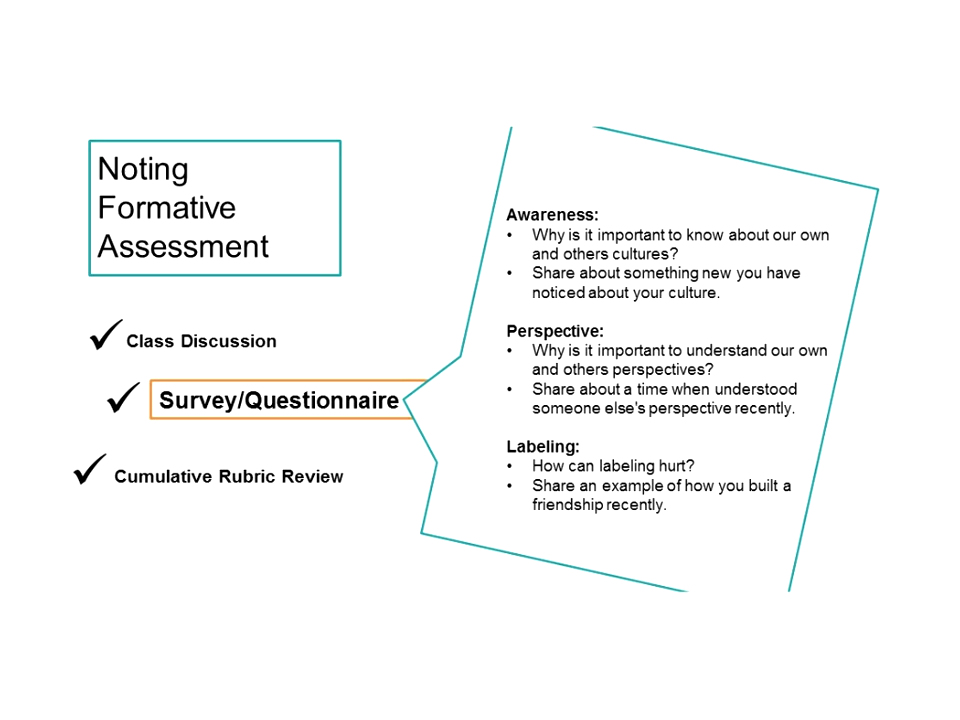 Noting
Formative
Assessment
Class Discussion
Survey/Questionnaire
Cumulative Rubric Review
Awareness:
• Why is it important to know about our own
and others cultures?
• Share about something new you have
noticed about your culture.
Perspective:
• Why is it important to understand our own
and others perspectives?
• Share about a time when understood
someone else's perspective recently.
Labeling:
• How can labeling hurt?
• Share an example of how you built a
friendship recently.